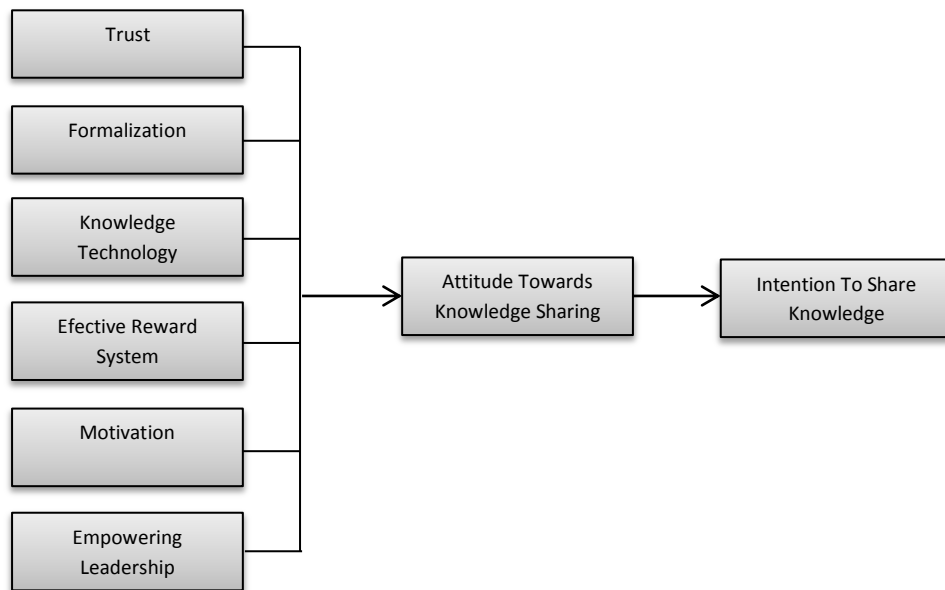 Trust
Formalization
Knowledge
Technology
Efective Reward
System
Motivation
Empowering
Leadership
Attitude Towards
Knowledge Sharing
Intention To Share
Knowledge